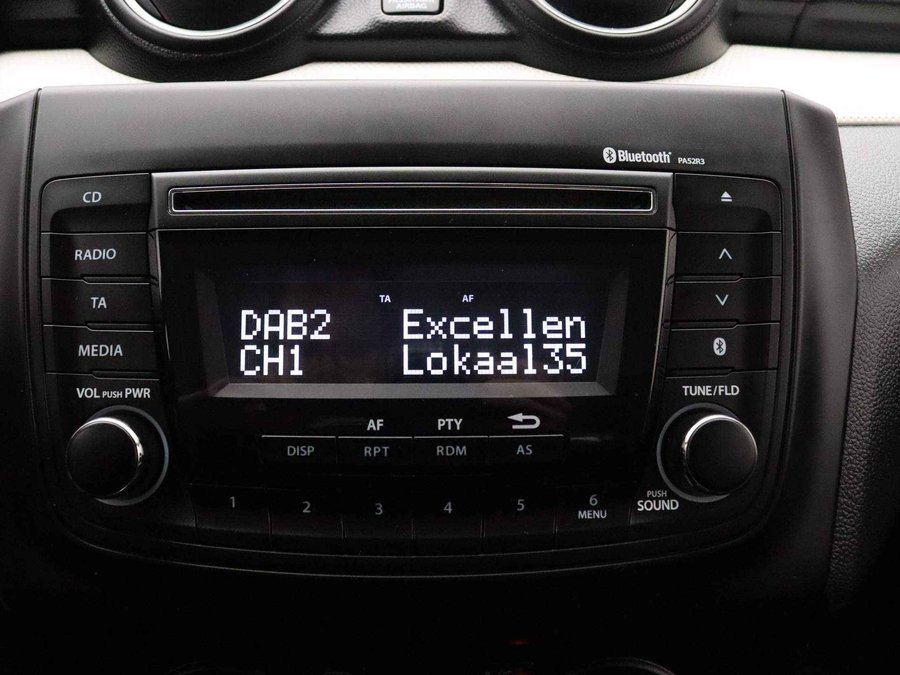 PASSENGER AIRBAG
Bluetooth® PA52R3
CD
RADIO
TA
MEDIA
VOL PUSH PWR
TA AF
DAB2 Excellen
CH1 Lokaal35
TUNE/FLD
AF PTY
DISP RPT RDM AS
1 2 3 4 5 6
MENU
PUSH
SOUND